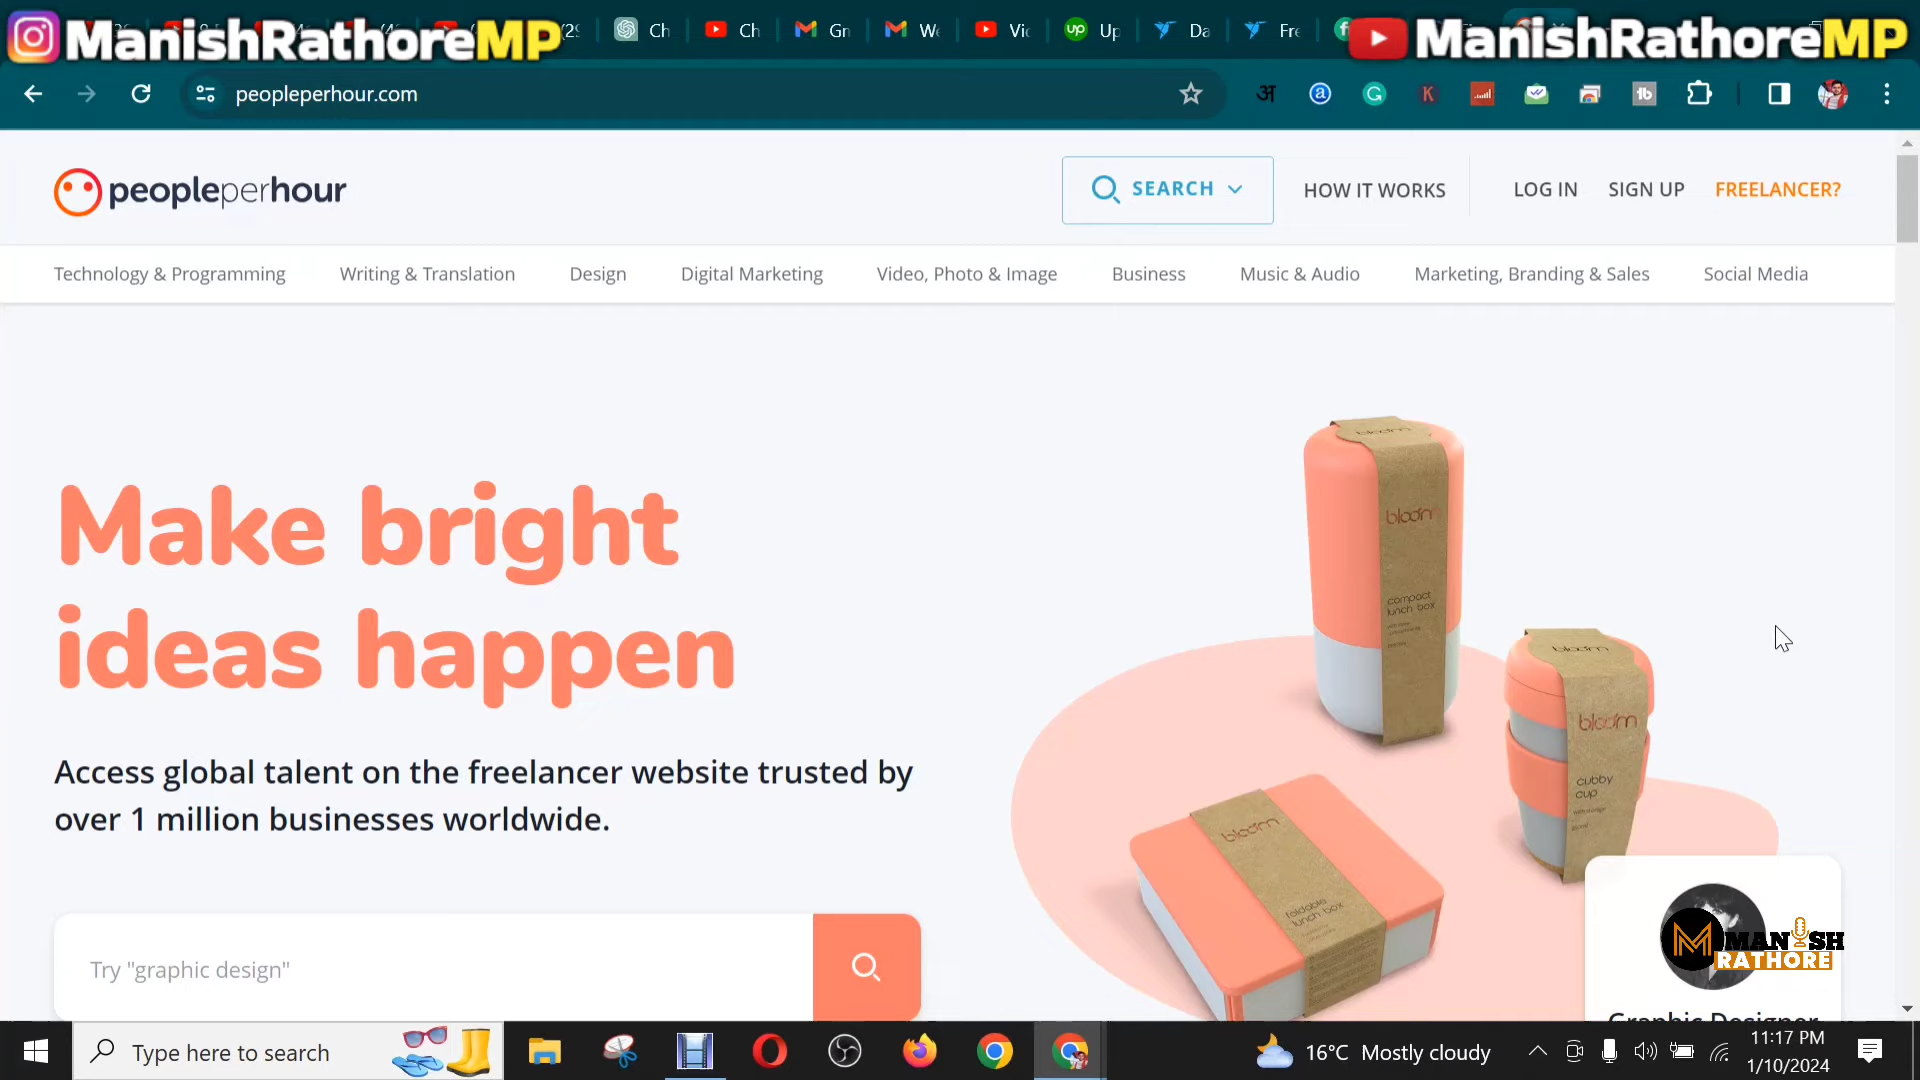 ManishRathoreMP
ManishRathoreMP
Ch
Ch
Gn
We
Vic
Up
Da
Fre
peopleperhour.com
peopleperhour
SEARCH
HOW IT WORKS
LOG IN
SIGN UP
FREELANCER?
Technology & Programming
Writing & Translation
Design
Digital Marketing
Video, Photo & Image
Business
Music & Audio
Marketing, Branding & Sales
Social Media
Make bright
ideas happen
Access global talent on the freelancer website trusted by
over 1 million businesses worldwide.
Try "graphic design"
bloom
bloom
compact
lunch box
bloom
bloom
cubby
cup
bloom
foldable
lunch box
MANISH
RATHORE
Graphic Designer
Type here to search
16°C Mostly cloudy
11:17 PM
1/10/2024